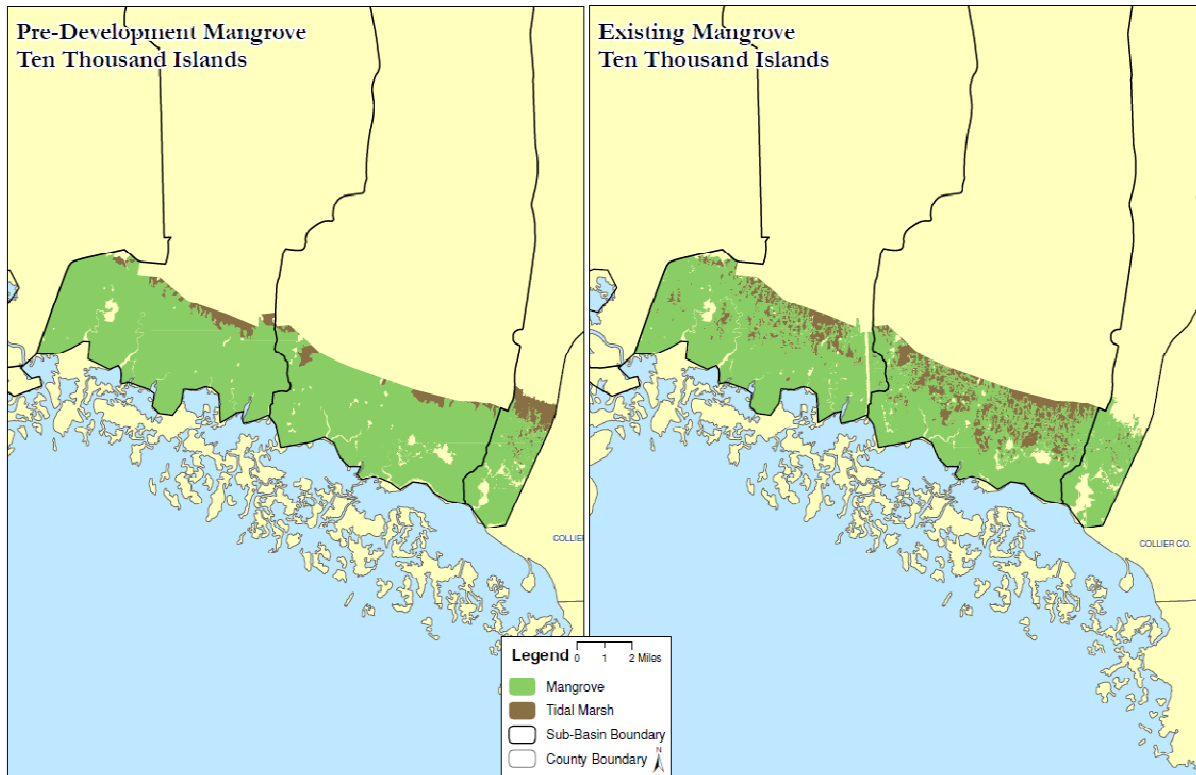 Pre-Development Mangrove
Ten Thousand Islands
Existing Mangrove
Ten Thousand Islands
COLLIER
COLLIER CO.
Legend 0 1 2 Miles
Mangrove
Tidal Marsh
Sub-Basin Boundary
County Boundary N